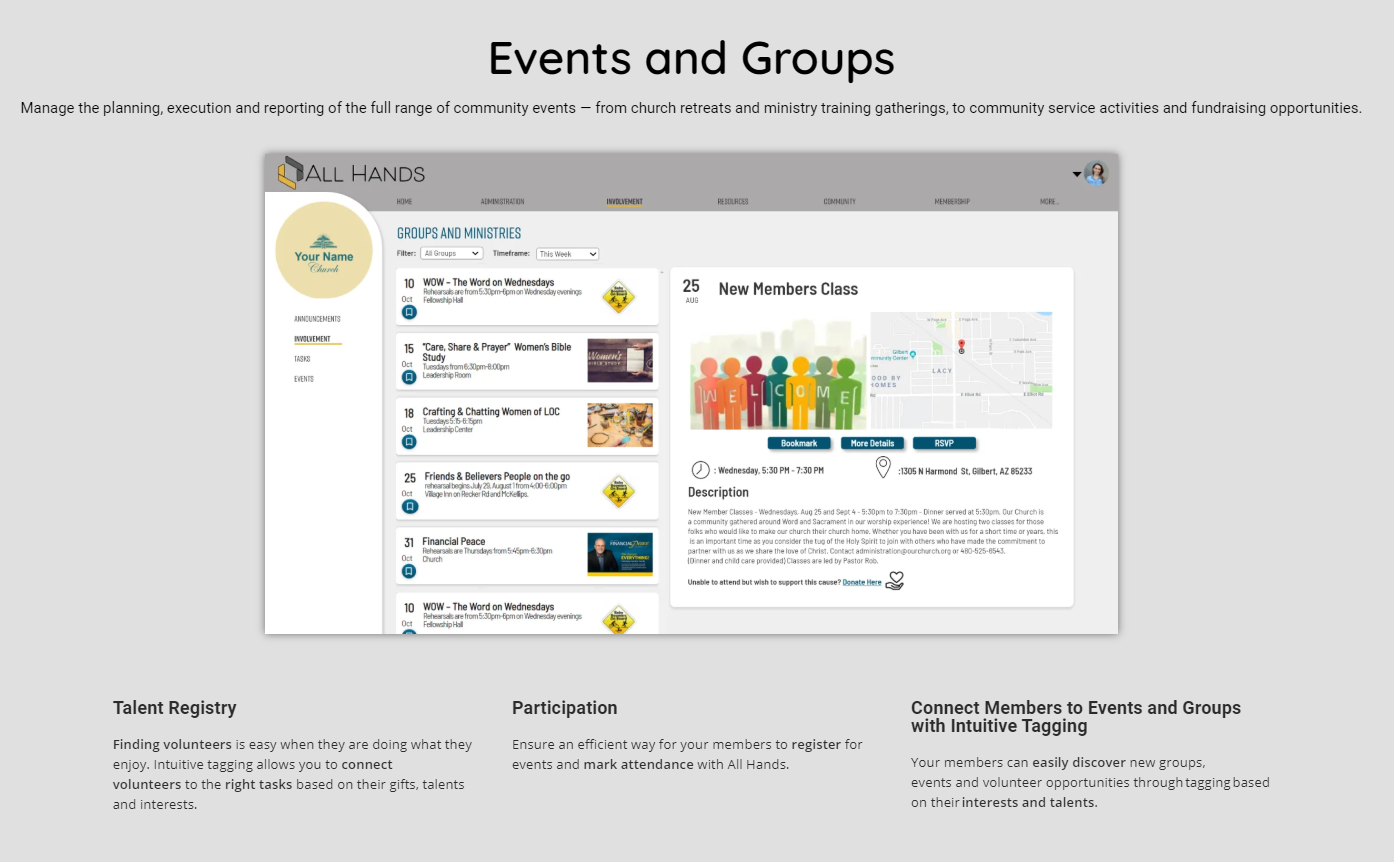 Events and Groups
Manage the planning, execution and reporting of the full range of community events — from church retreats and ministry training gatherings, to community service activities and fundraising opportunities.
ALL HANDS
HOME ADMINISTRATION INVOLVEMENT RESOURCES COMMUNITY MEMBERSHIP MORE...
Your Name
Church
ANNOUNCEMENTS
INVOLVEMENT
TASKS
EVENTS
GROUPS AND MINISTRIES
Filter: All Groups Timeframe: This Week
10 WOW - The Word on Wednesdays
Rehearsals are from 5:30pm-6pm on Wednesday evenings
Oct Fellowship Hall
15 "Care, Share & Prayer" Women's Bible
Study
Oct Tuesdays from 6:30pm-8:00pm
Leadership Room
Women's
BIBLE STUDY
18 Crafting & Chatting Women of LOC
Tuesdays 5:15-6:15pm
Oct Leadership Center
25 Friends & Believers People on the go
rehearsal begins July 29, August 1 from 4:00-6:00pm
Oct Village Inn on Recker Rd and McKellips.
31 Financial Peace
Rehearsals are Thursdays from 5:45pm-6:30pm
Oct Church
10 WOW - The Word on Wednesdays
Rehearsals are from 5:30pm-6pm on Wednesday evenings
Oct Fellowship Hall
25 New Members Class
AUG
WELCOME
Gilbert
LACY
OOD BY
HOMES
E 82nd Rd
Bookmark More Details RSVP
: Wednesday, 5:30 PM - 7:30 PM
:1305 N Harmond St, Gilbert, AZ 85233
Description
New Member Classes - Wednesdays, Aug 25 and Sept 4 - 5:30pm to 7:30pm - Dinner served at 5:30pm. Our Church is
a community gathered around Word and Sacrament in our worship experience! We are hosting two classes for those
folks who would like to make our church their church home. Whether you have been with us for a short time or years, this
is an important time as you consider the tug of the Holy Spirit to join with others who have made the commitment to
partner with us as we share the love of Christ. Contact administration@ourchurch.org or 480-525-6543.
(Dinner and child care provided) Classes are led by Pastor Rob.
Unable to attend but wish to support this cause? Donate Here
Talent Registry
Finding volunteers is easy when they are doing what they
enjoy. Intuitive tagging allows you to connect
volunteers to the right tasks based on their gifts, talents
and interests.
Participation
Ensure an efficient way for your members to register for
events and mark attendance with All Hands.
Connect Members to Events and Groups
with Intuitive Tagging
Your members can easily discover new groups,
events and volunteer opportunities through tagging based
on their interests and talents.